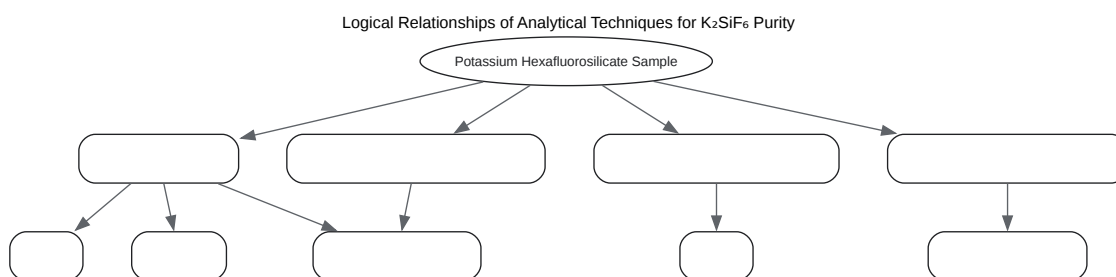 Logical Relationships of Analytical Techniques for K₂SiF₆ Purity
Potassium Hexafluorosilicate Sample